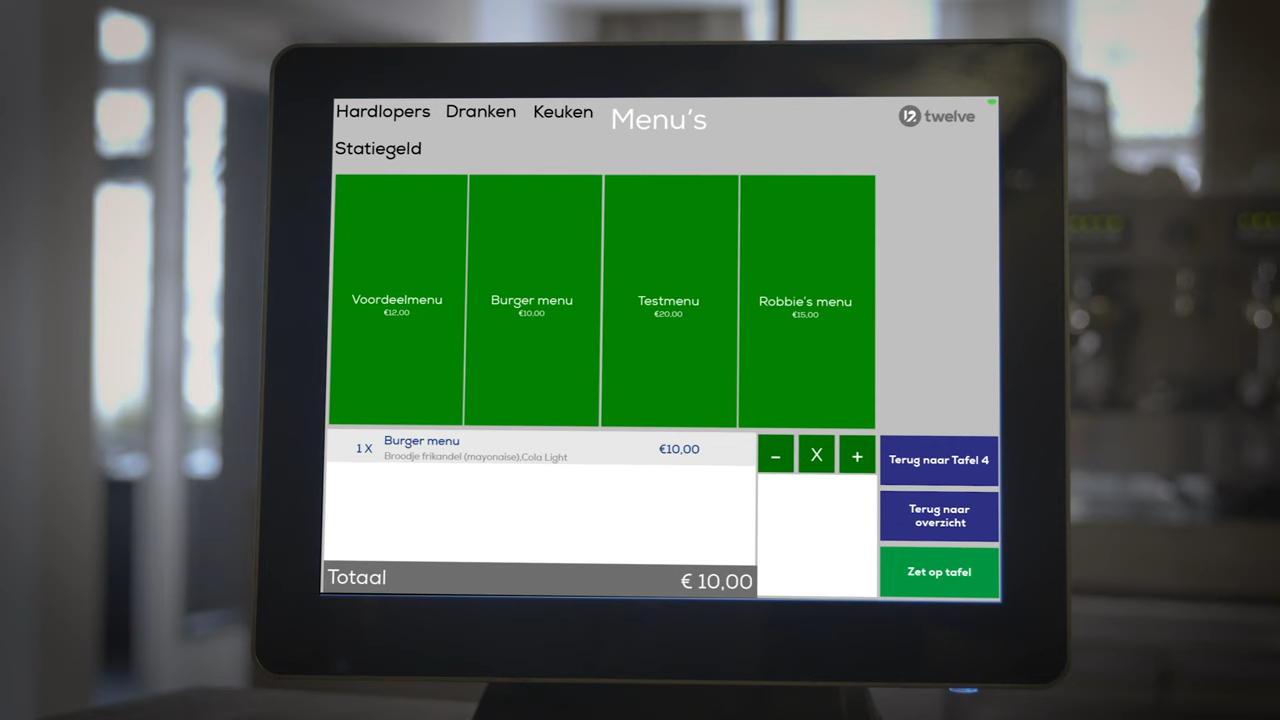 Hardlopers Dranken Keuken Menu's
12 twelve
Statiegeld
Voordeelmenu
€12,00
Burger menu
€10,00
Testmenu
€20,00
Robbie's menu
€15,00
1 X Burger menu €10,00
Broodje frikandel (mayonaise),Cola Light
- X +
Terug naar Tafel 4
Terug naar
overzicht
Zet op tafel
Totaal € 10,00